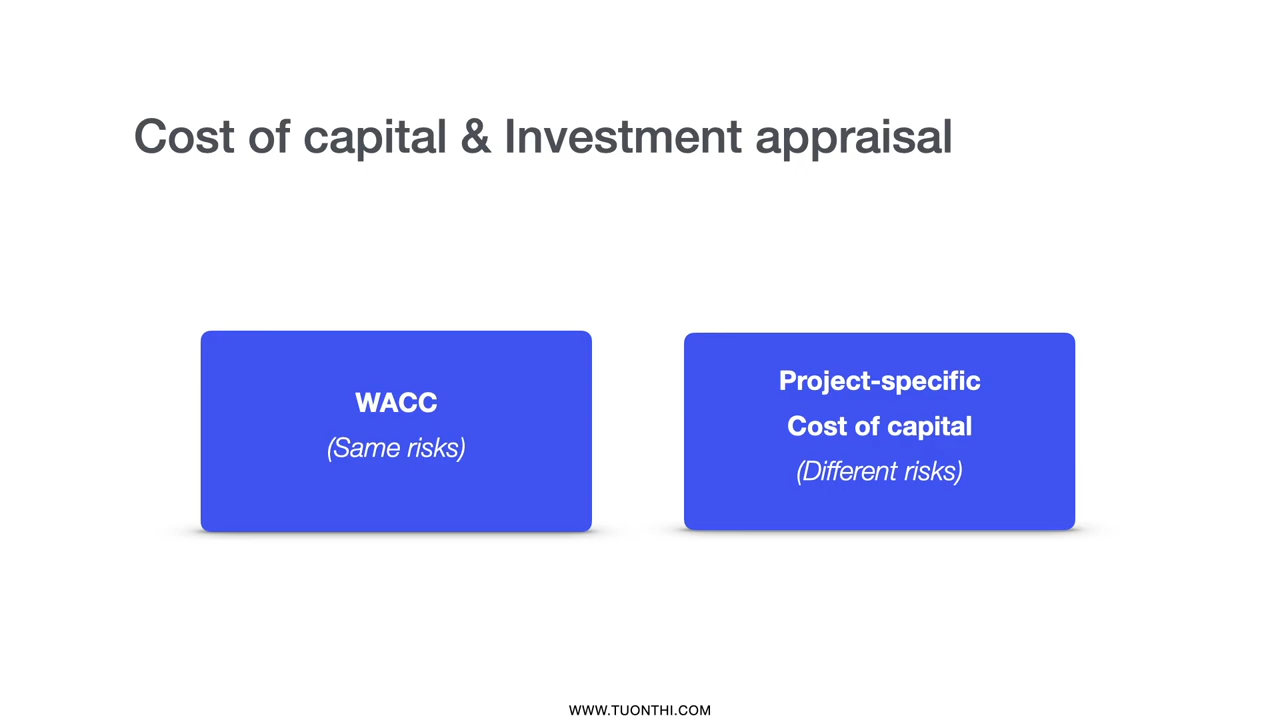 Cost of capital & Investment appraisal
WACC
(Same risks)
Project-specific
Cost of capital
(Different risks)
WWW.TUONTHI.COM